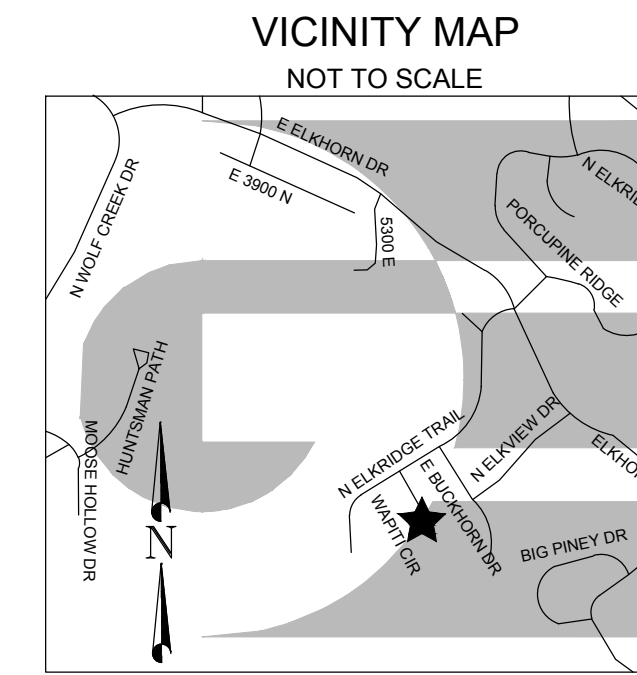 VICINITY MAP
NOT TO SCALE
E ELKHORN DR
E 3900 N
N WOLF CREEK DR
5300 E
PORCUPINE RIDGE
HUNTSMAN PATH
MOOSE HOLLOW DR
N ELKRIDGE TRAIL
N ELKVIEW DR
E BUCKHORN DR
WAPITI CIR
BIG PINEY DR
N